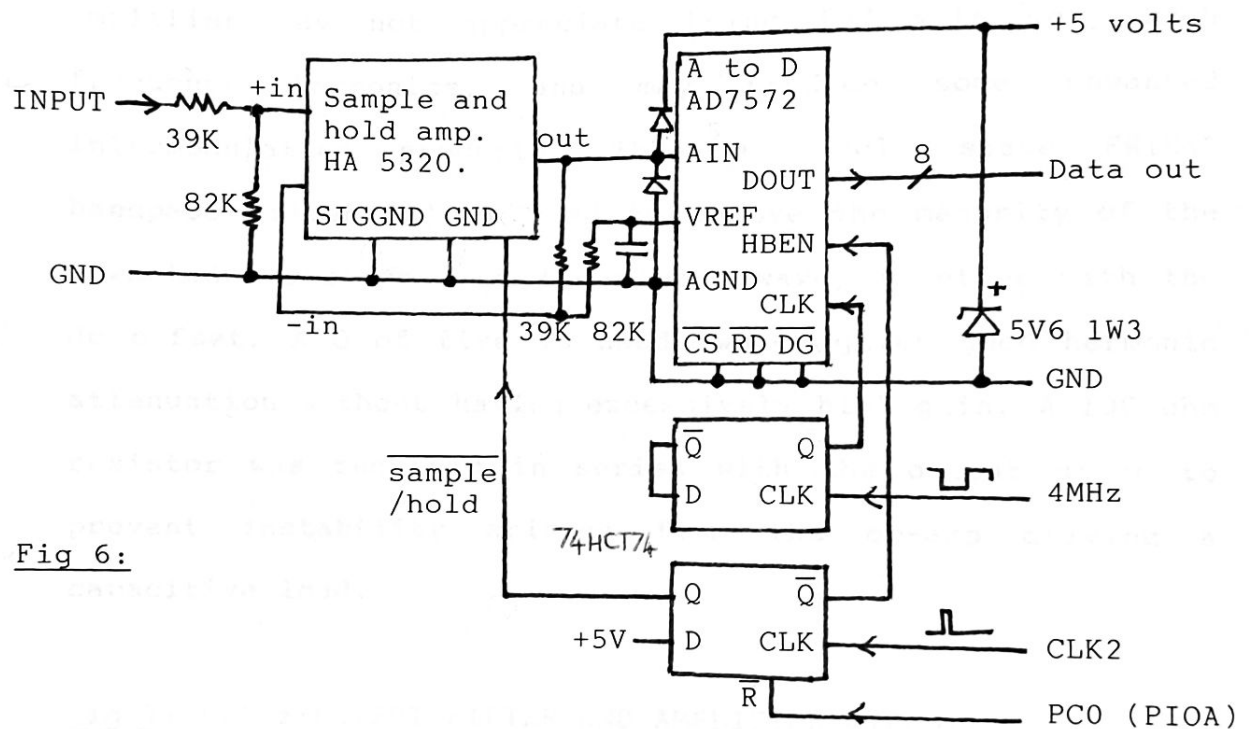 +5 volts
INPUT
+in
39K
82K
Sample and
hold amp.
HA 5320.
SIGGND GND
out
A to D
AD7572
AIN
DOUT
8
Data out
VREF
HBEN
GND
AGND
CLK
-in
39K 82K
CS RD DG
+
5V6 1W3
GND
Q
Q
D
CLK
4MHz
sample
/hold
74HCT74
Fig 6:
Q
Q
+5V
D
CLK
CLK2
R
PC0 (PIOA)